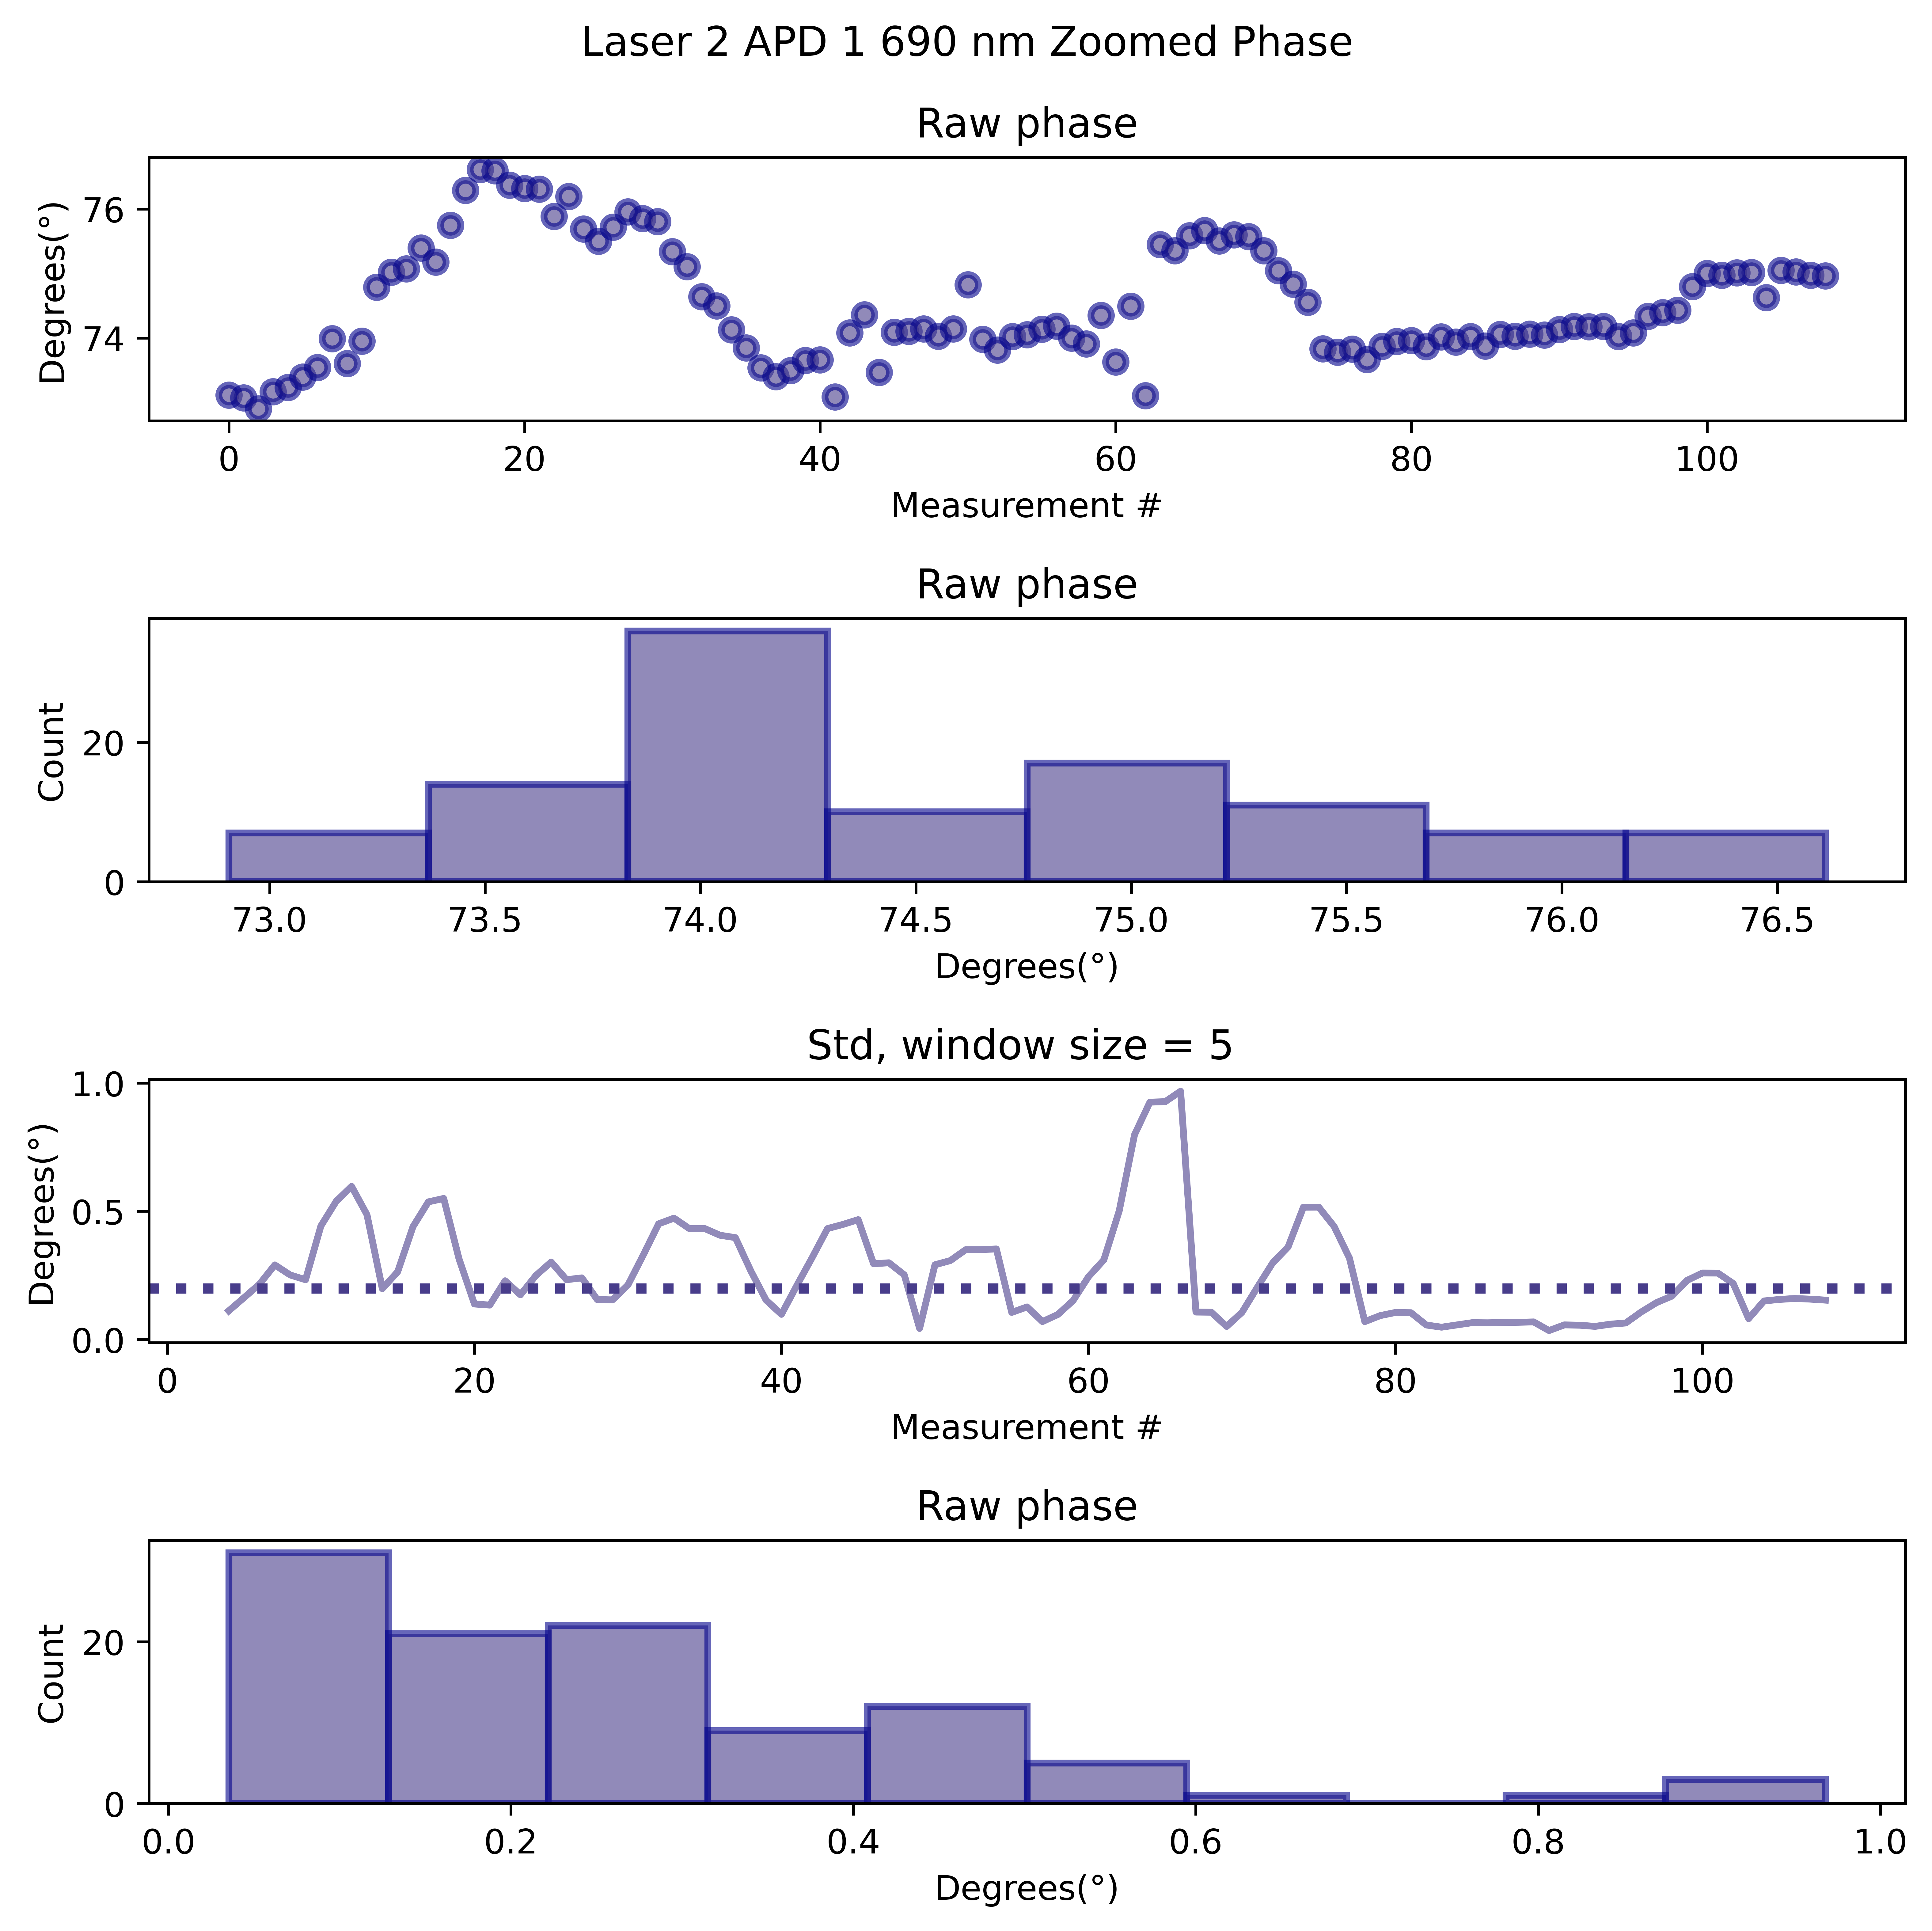 Laser 2 APD 1 690 nm Zoomed Phase
Raw phase
Degrees(°)
76
74
0 20 40 60 80 100
Measurement #
Raw phase
Count
20
0
73.0 73.5 74.0 74.5 75.0 75.5 76.0 76.5
Degrees(°)
Std, window size = 5
Degrees(°)
1.0
0.5
0.0
0 20 40 60 80 100
Measurement #
Raw phase
Count
20
0
0.0 0.2 0.4 0.6 0.8 1.0
Degrees(°)